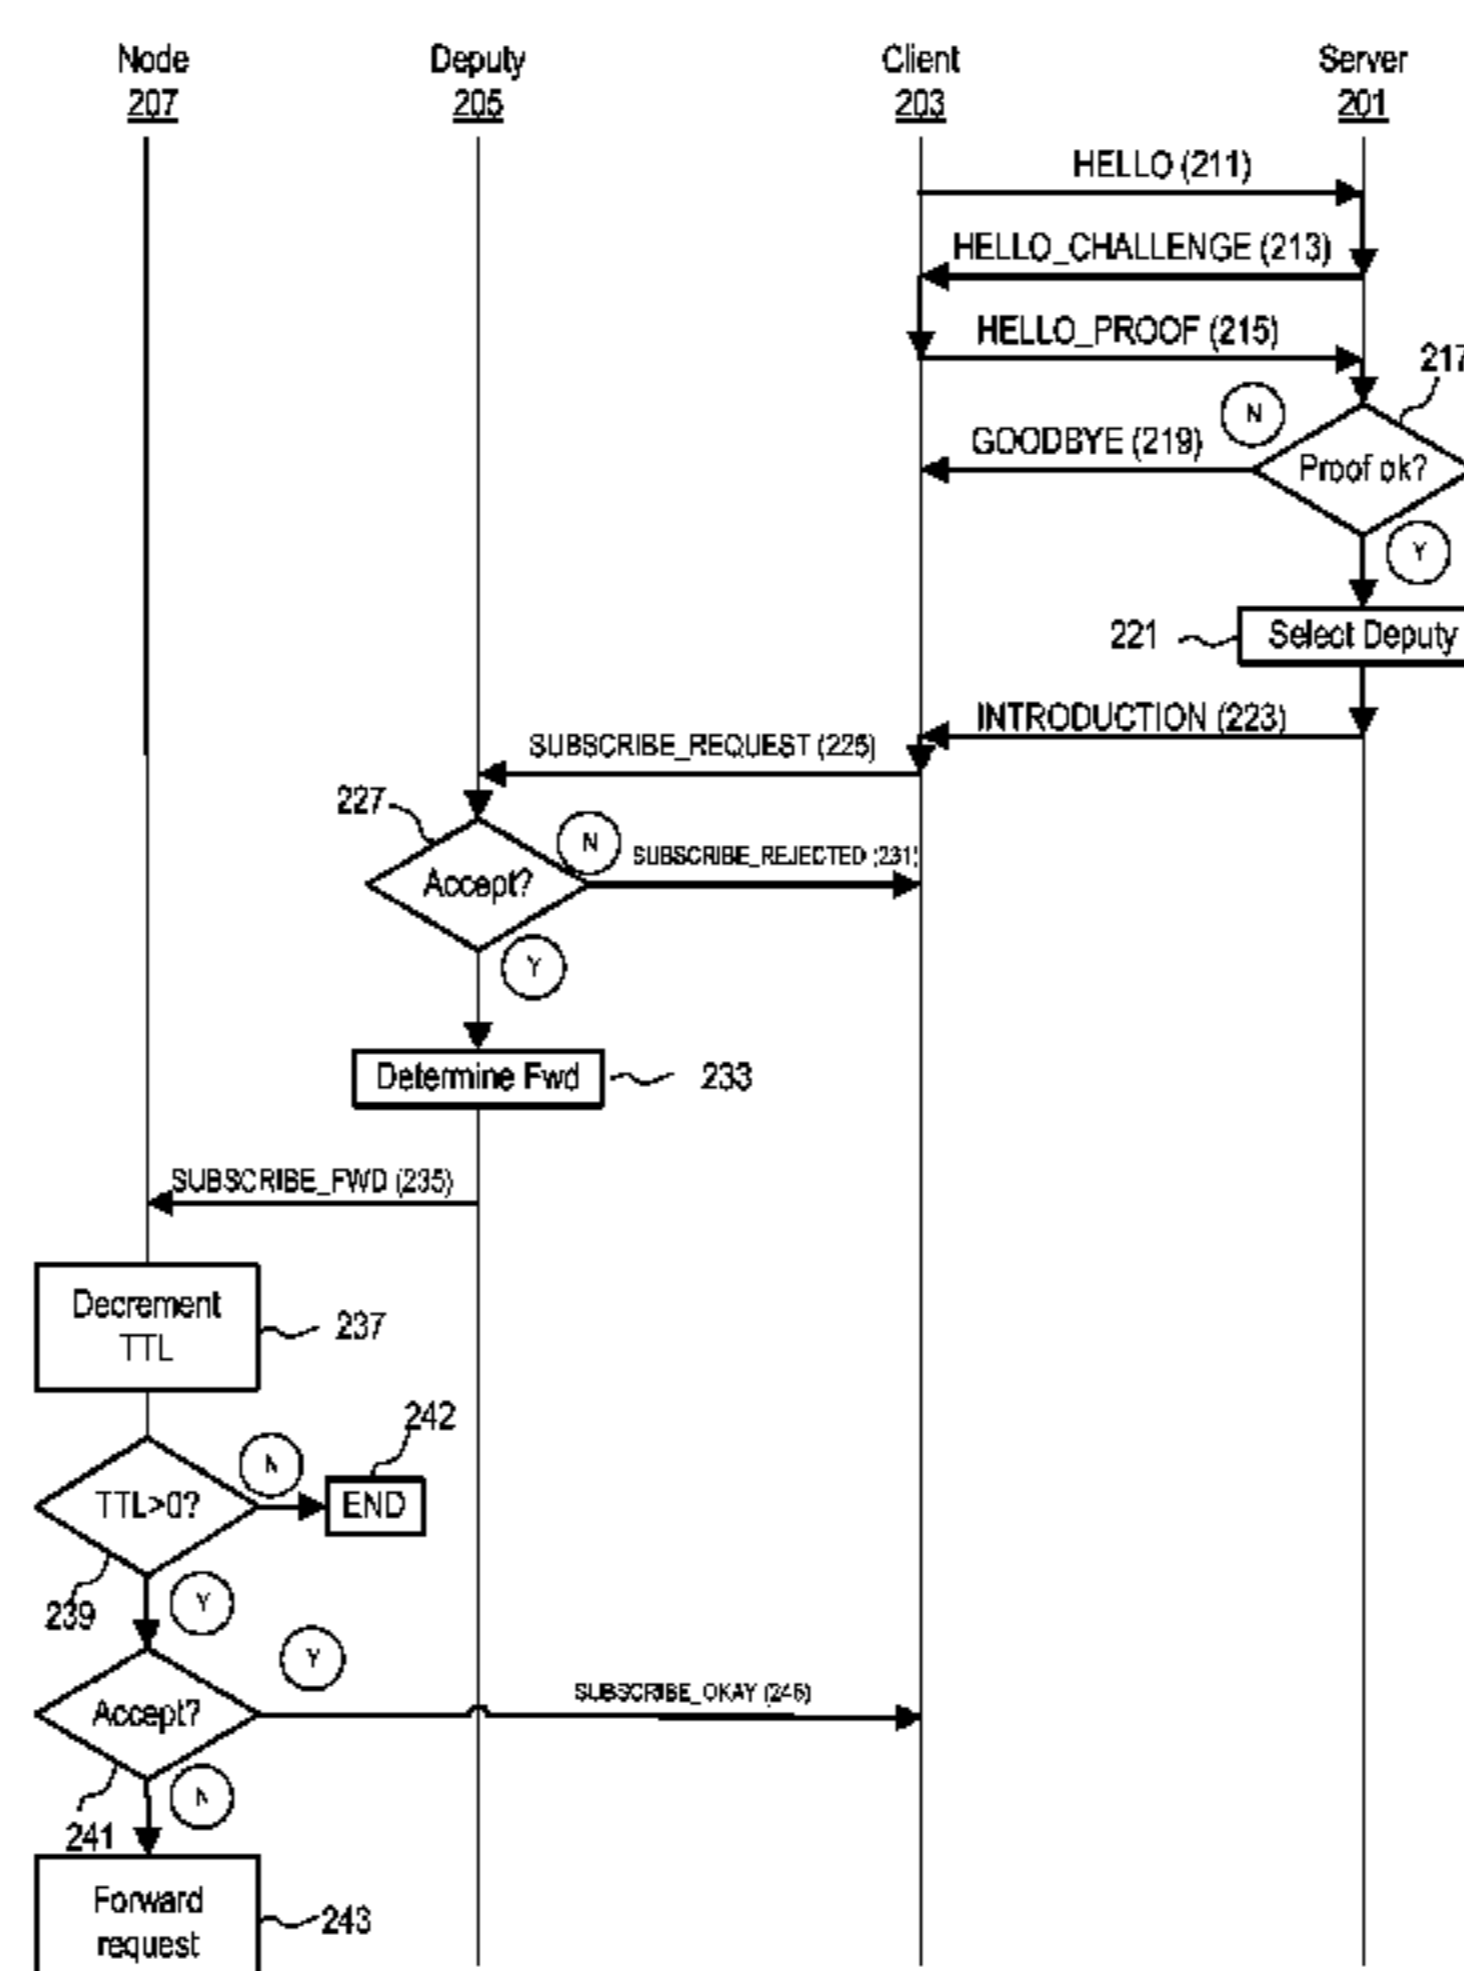 Node
207
Deputy
205
Client
203
Server
201
HELLO (211)
HELLO_CHALLENGE (213)
HELLO_PROOF (215)
217
N
GOODBYE (219)
Proof ok?
Y
221
Select Deputy
INTRODUCTION (223)
SUBSCRIBE_REQUEST (225)
227
N
SUBSCRIBE_REJECTED (231)
Accept?
Y
Determine Fwd
233
SUBSCRIBE_FWD (235)
Decrement
TTL
237
242
N
TTL>0?
END
239
Y
Y
SUBSCRIBE_OKAY (245)
Accept?
N
241
Forward
request
243